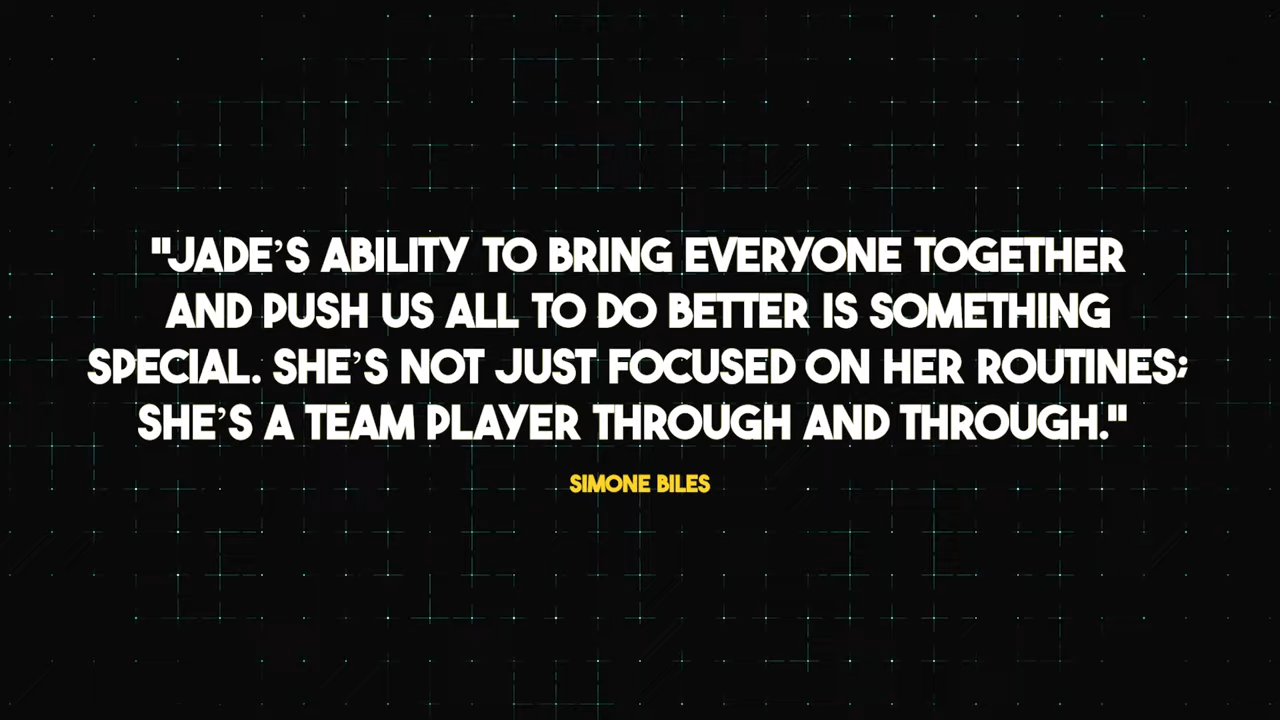 "JADE’S ABILITY TO BRING EVERYONE TOGETHER
AND PUSH US ALL TO DO BETTER IS SOMETHING
SPECIAL. SHE’S NOT JUST FOCUSED ON HER ROUTINES;
SHE’S A TEAM PLAYER THROUGH AND THROUGH."
SIMONE BILES